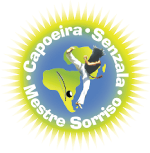 • Capoeira • Senzala •
Mestre Sorriso